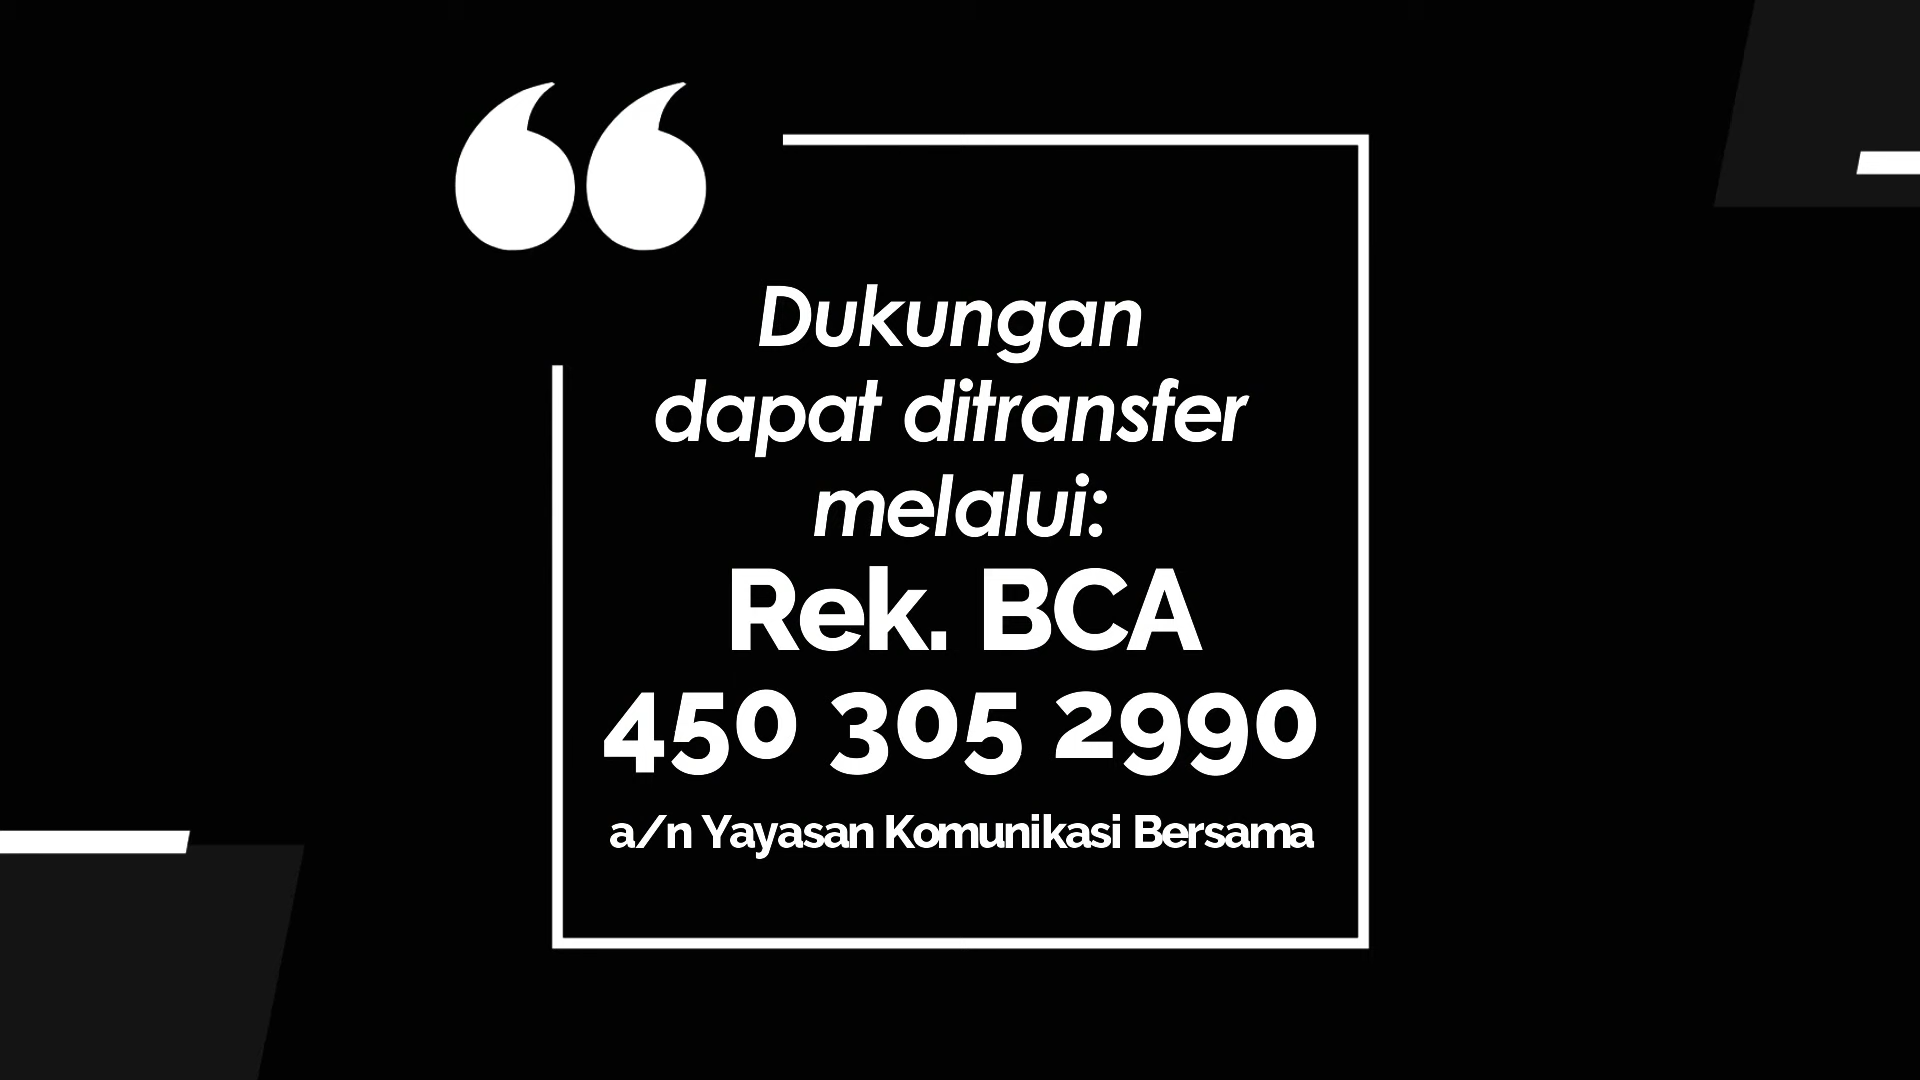 Dukungan
dapat ditransfer
melalui:
Rek. BCA
450 305 2990
a/n Yayasan Komunikasi Bersama